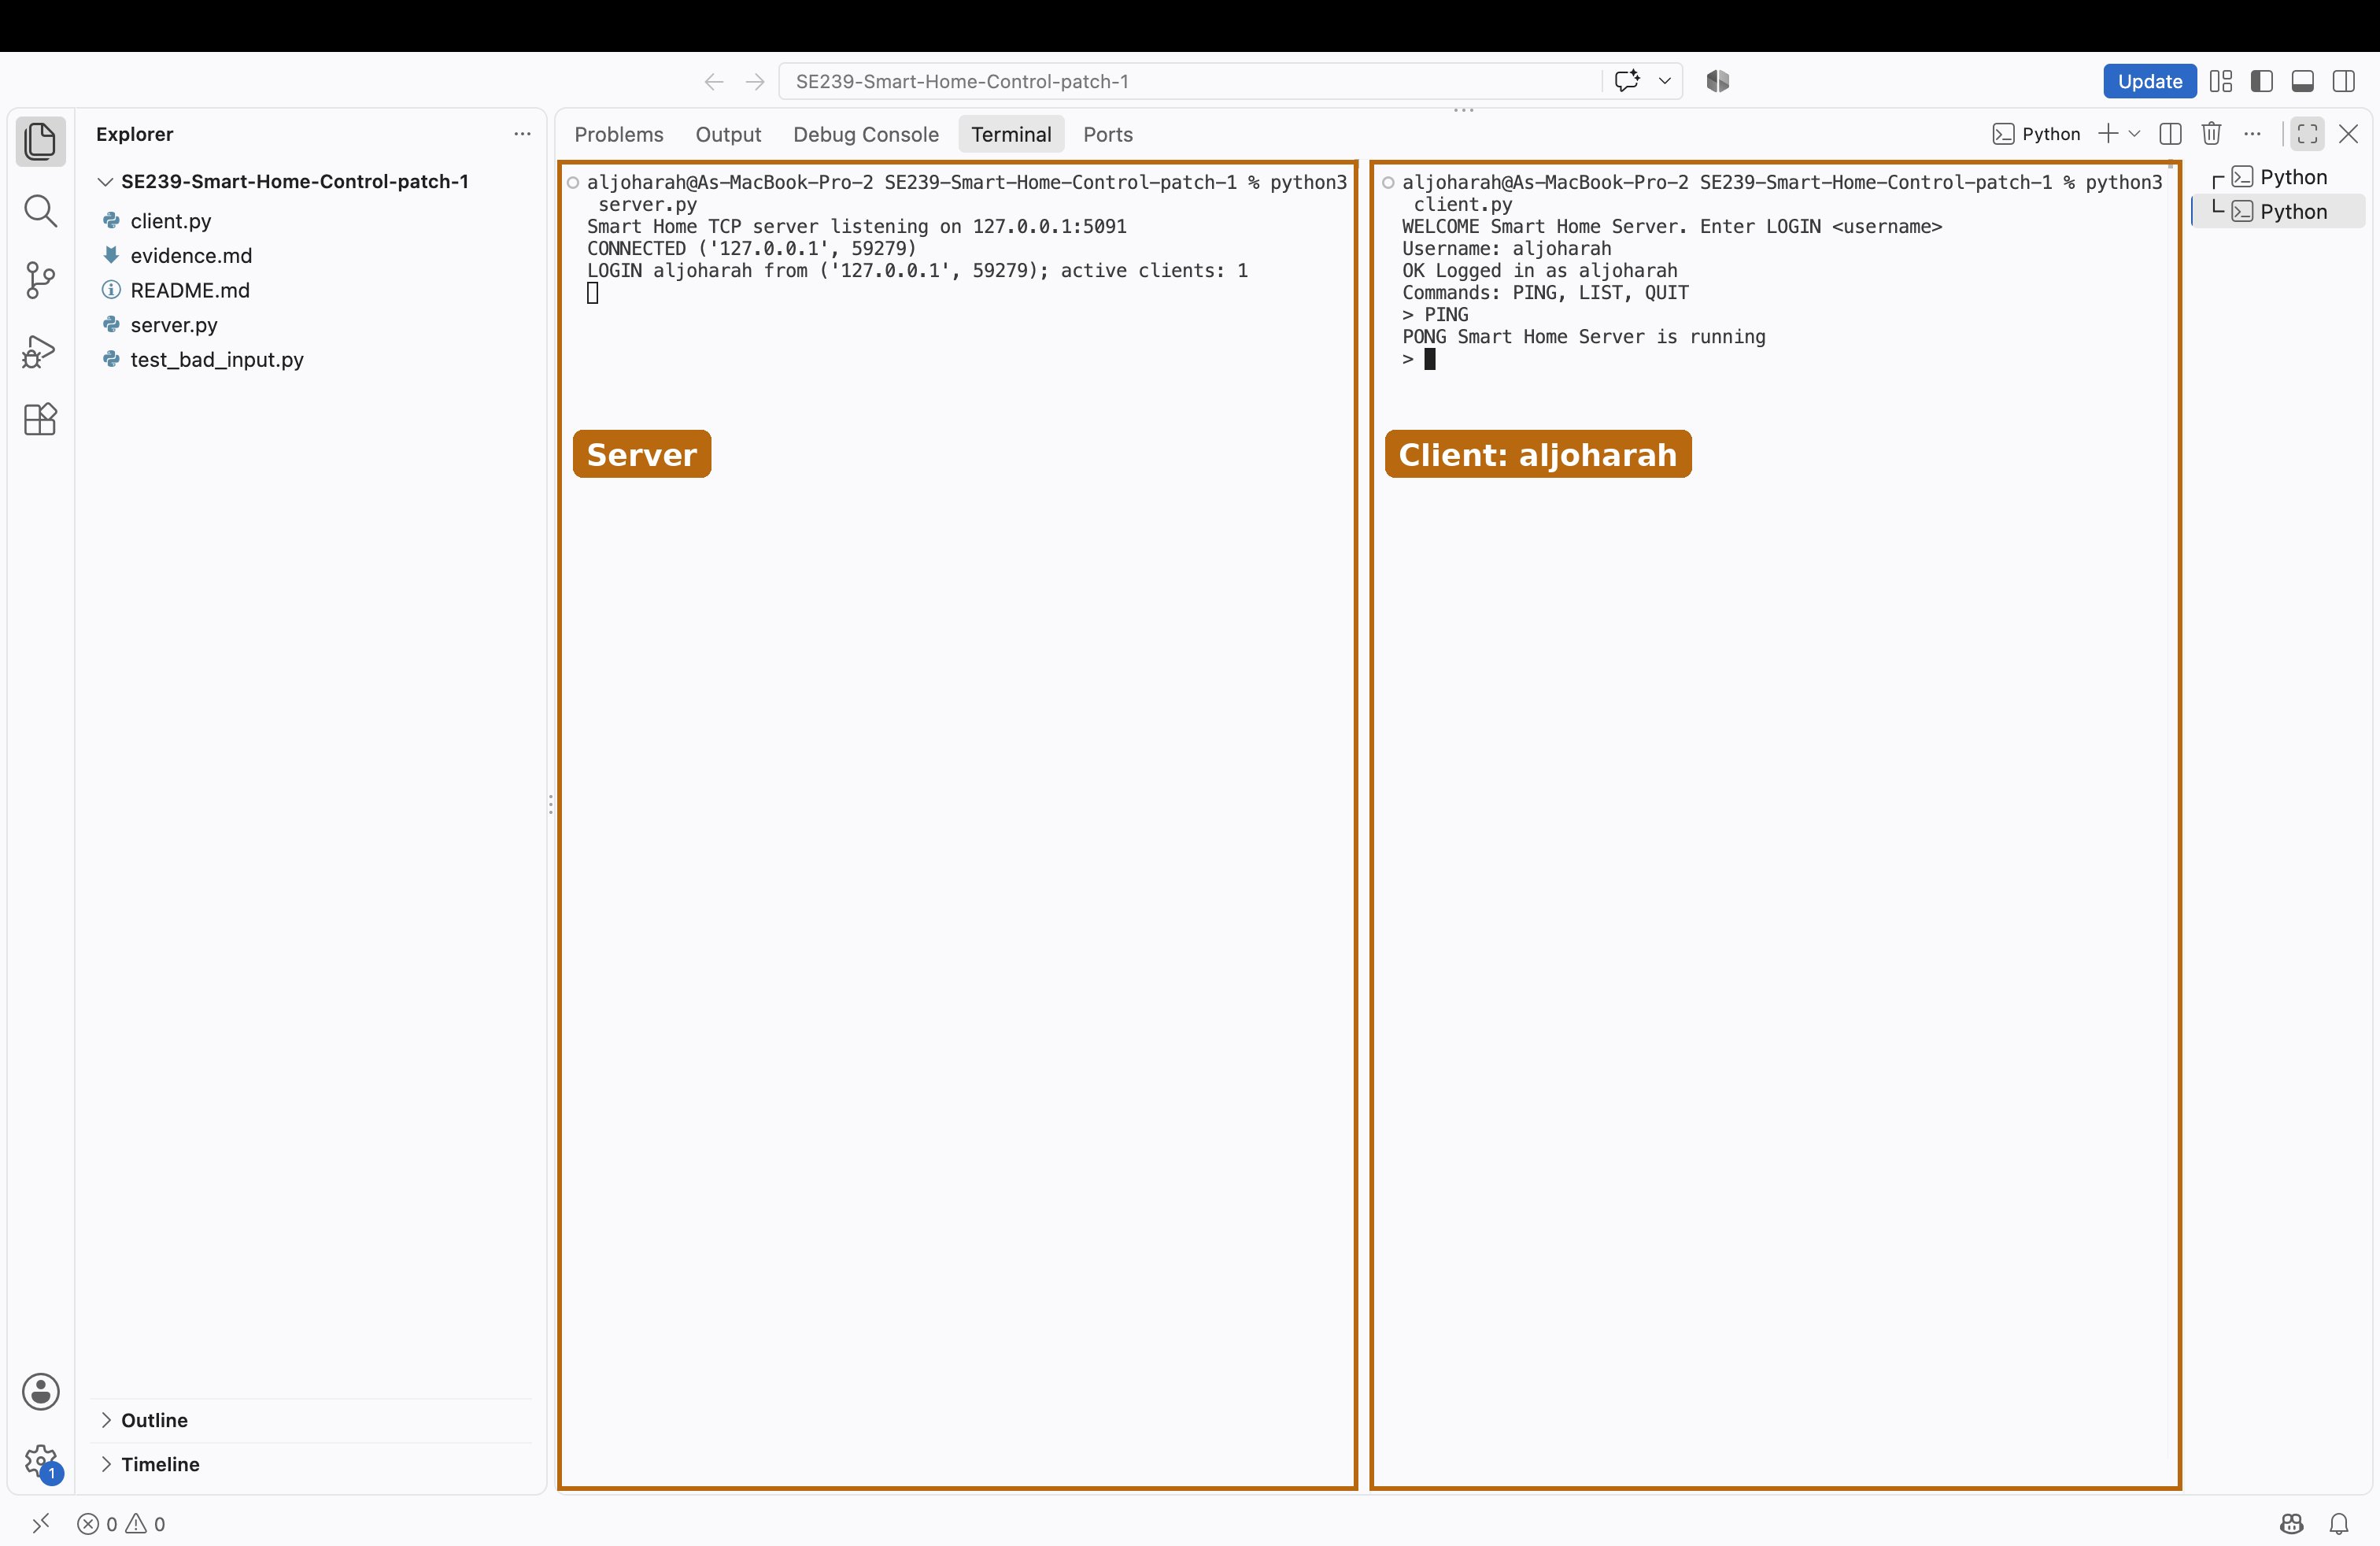 SE239-Smart-Home-Control-patch-1
Update
Explorer
SE239-Smart-Home-Control-patch-1
client.py
evidence.md
README.md
server.py
test_bad_input.py
Outline
Timeline
Problems
Output
Debug Console
Terminal
Ports
Python
aljoharah@As-MacBook-Pro-2 SE239-Smart-Home-Control-patch-1 % python3
server.py
Smart Home TCP server listening on 127.0.0.1:5091
CONNECTED ('127.0.0.1', 59279)
LOGIN aljoharah from ('127.0.0.1', 59279); active clients: 1
Server
aljoharah@As-MacBook-Pro-2 SE239-Smart-Home-Control-patch-1 % python3
client.py
WELCOME Smart Home Server. Enter LOGIN <username>
Username: aljoharah
OK Logged in as aljoharah
Commands: PING, LIST, QUIT
> PING
PONG Smart Home Server is running
>
Client: aljoharah
Python
Python
1
0
0